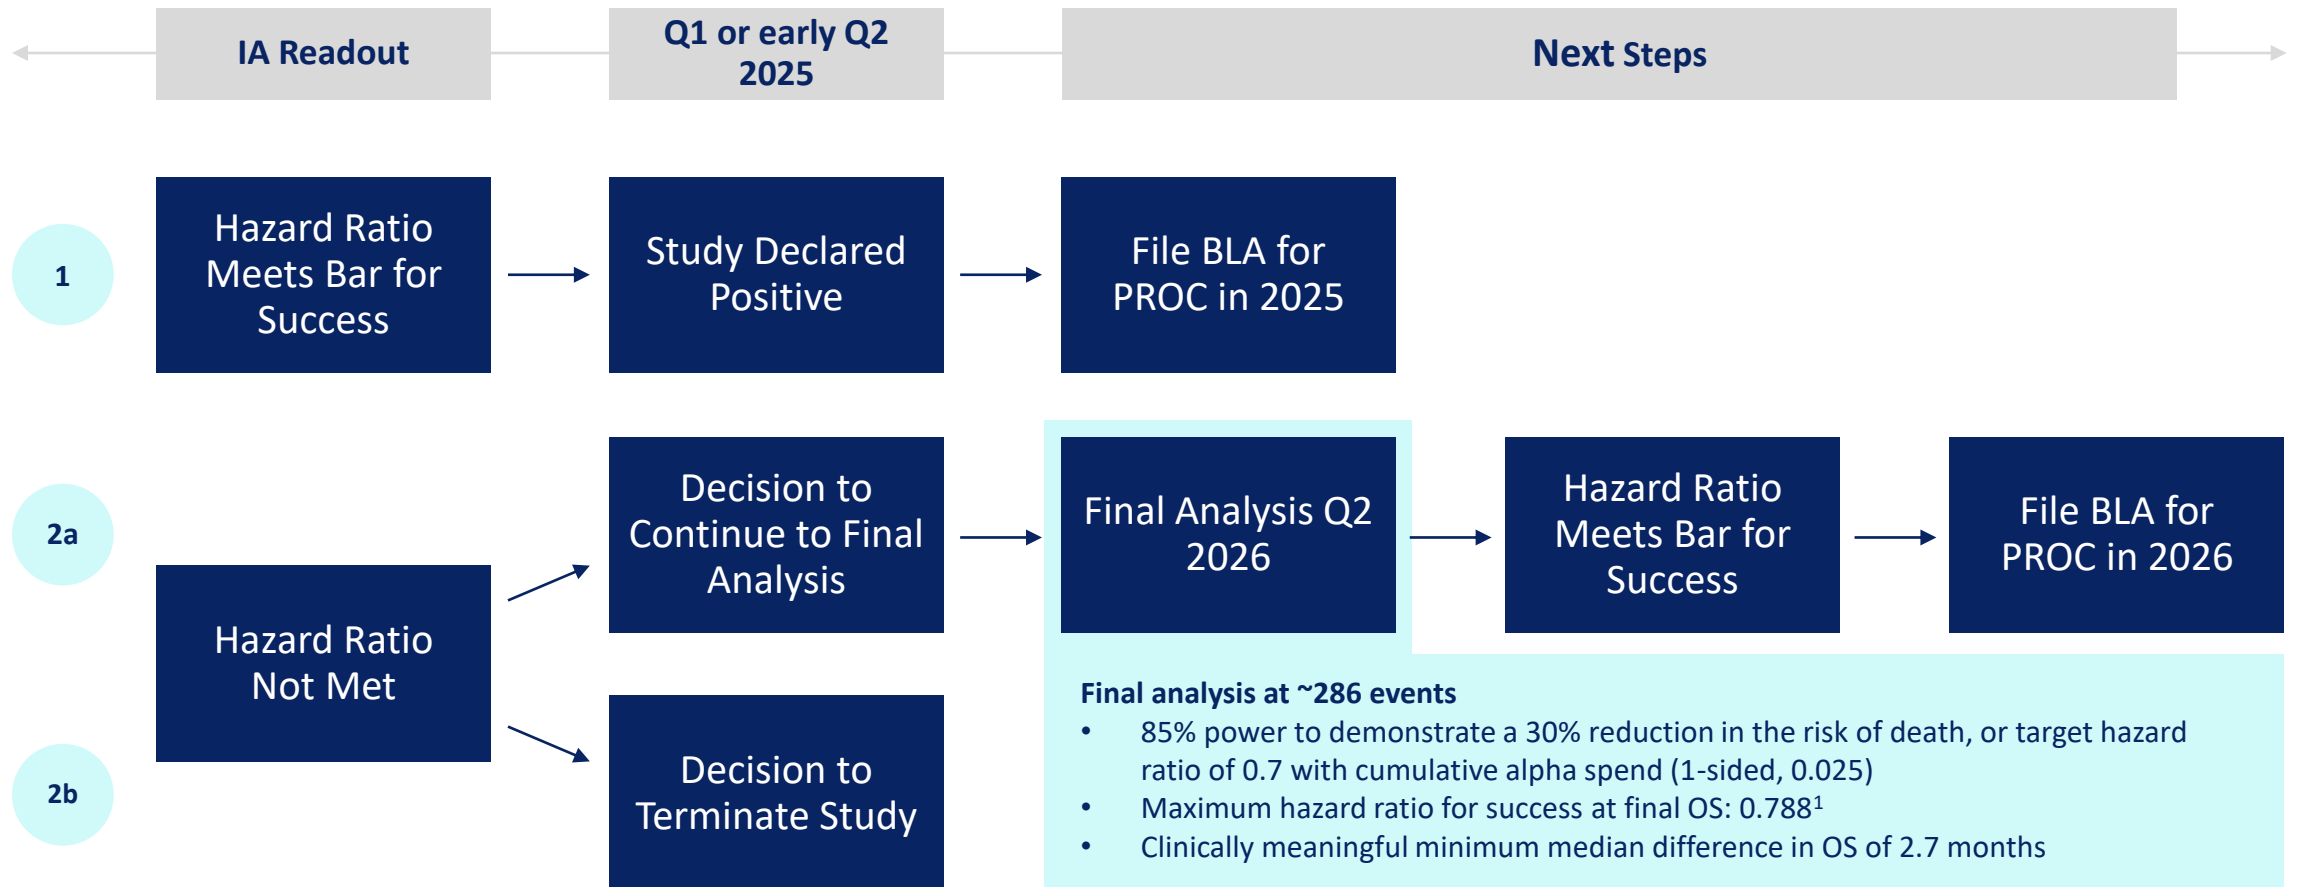 IA Readout
Q1 or early Q2
2025
Next Steps
1
Hazard Ratio
Meets Bar for
Success
Study Declared
Positive
File BLA for
PROC in 2025
2a
Hazard Ratio
Not Met
Decision to
Continue to Final
Analysis
Final Analysis Q2
2026
Hazard Ratio
Meets Bar for
Success
File BLA for
PROC in 2026
2b
Decision to
Terminate Study
Final analysis at ~286 events
• 85% power to demonstrate a 30% reduction in the risk of death, or target hazard
ratio of 0.7 with cumulative alpha spend (1-sided, 0.025)
• Maximum hazard ratio for success at final OS: 0.788¹
• Clinically meaningful minimum median difference in OS of 2.7 months